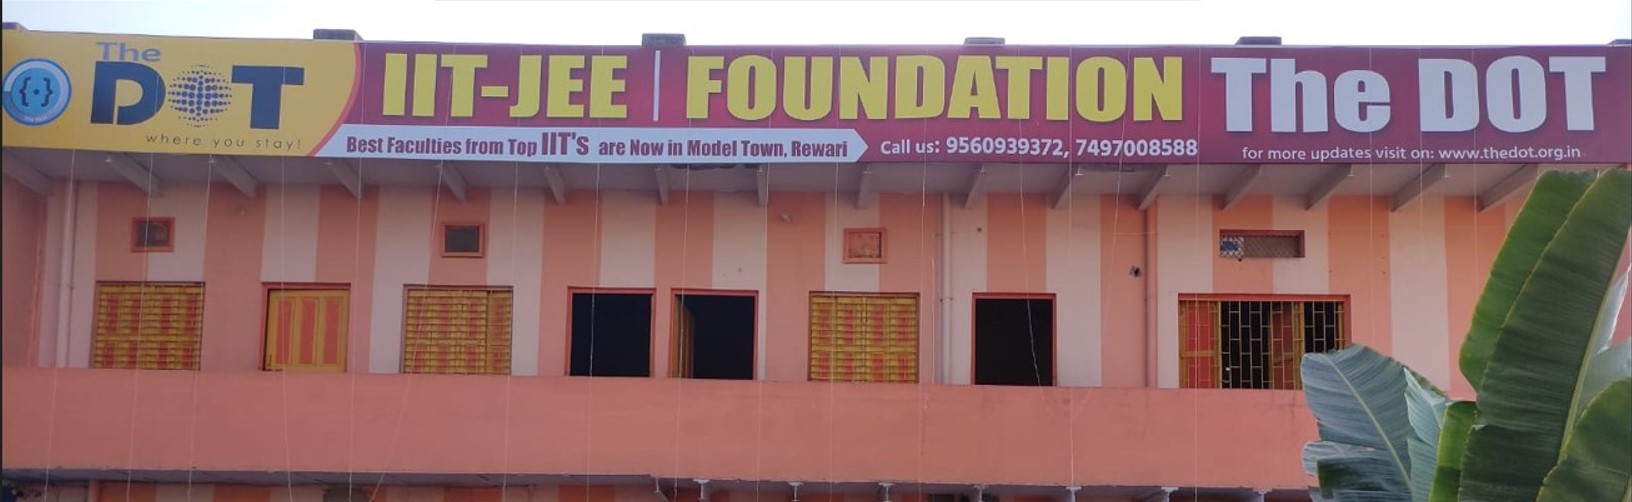 The
DOT
where you stay!
IIT-JEE | FOUNDATION
Best Faculties from Top IIT's are Now in Model Town, Rewari
Call us: 9560939372, 7497008588
The DOT
for more updates visit on: www.thedot.org.in